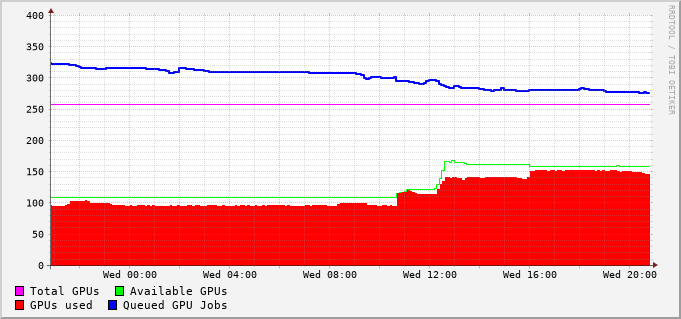 400
350
300
250
200
150
100
50
0
Wed 00:00 Wed 04:00 Wed 08:00 Wed 12:00 Wed 16:00 Wed 20:00
Total GPUs Available GPUs
GPUs used Queued GPU Jobs
RRDTOOL / TOBI OETIKER